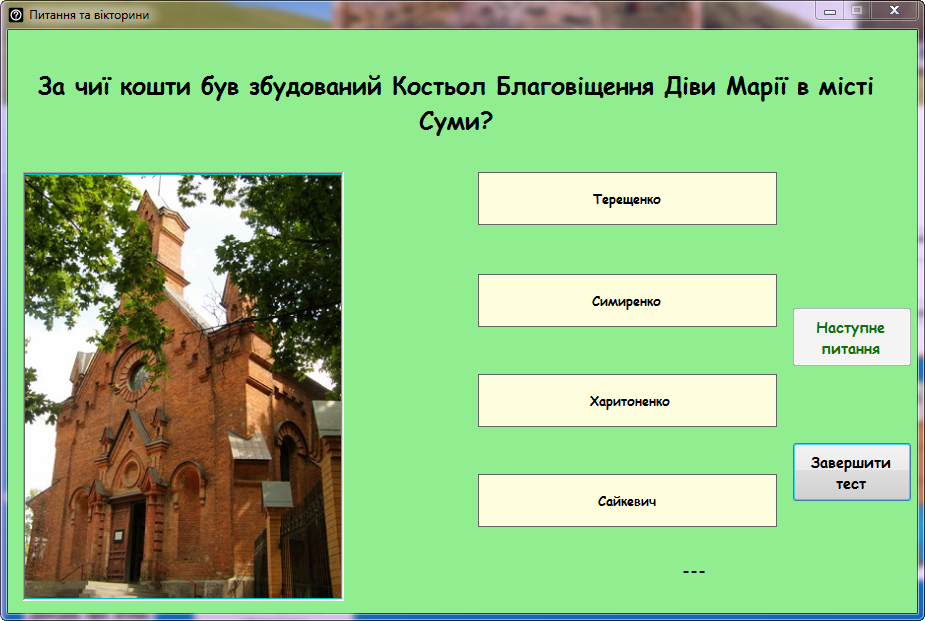 Питання та вікторини
За чиї кошти був збудований Костьол Благовіщення Діви Марії в місті
Суми?
Терещенко
Симиренко
Харитоненко
Сайкевич
Наступне
питання
Завершити
тест
---